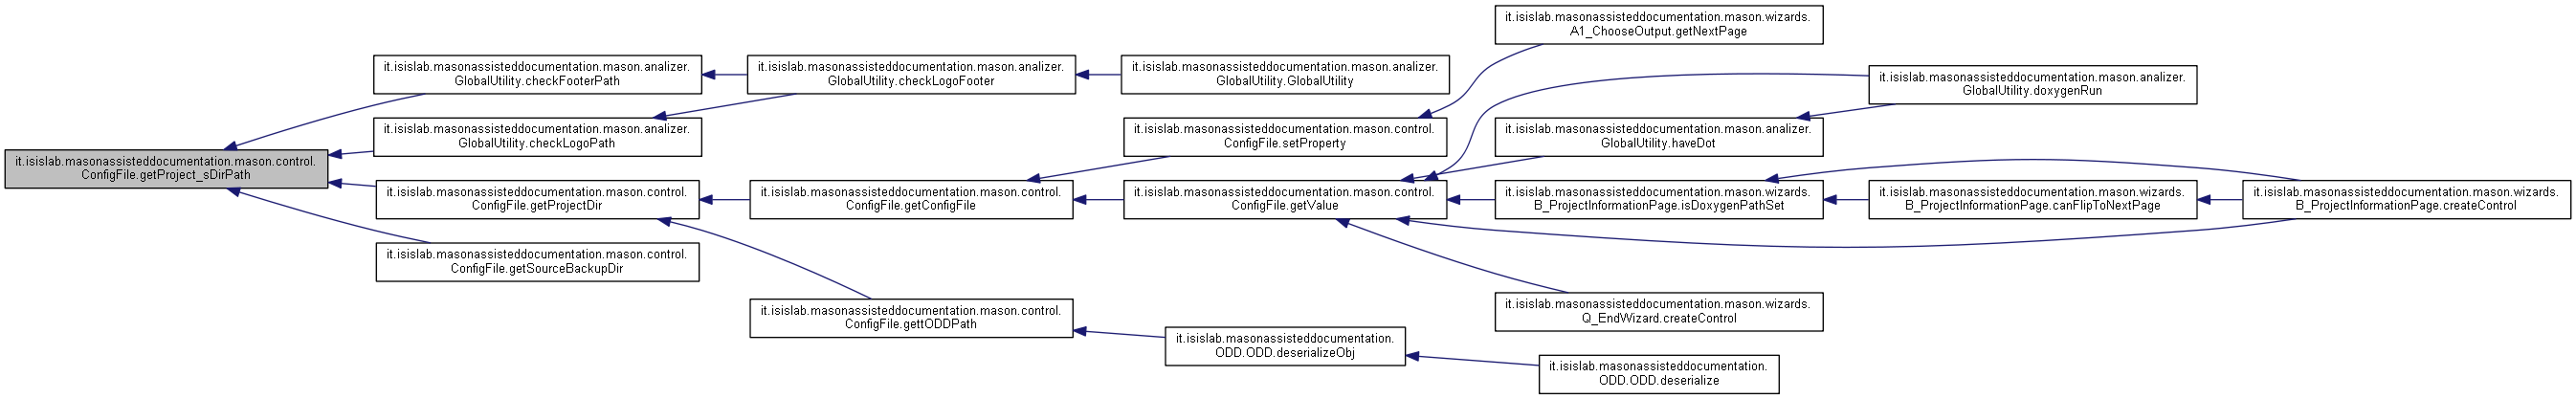 it.isislab.masonassisteddocumentation.mason.control.
ConfigFile.getProject_sDirPath
it.isislab.masonassisteddocumentation.mason.analizer.
GlobalUtility.checkFooterPath
it.isislab.masonassisteddocumentation.mason.analizer.
GlobalUtility.checkLogoPath
it.isislab.masonassisteddocumentation.mason.control.
ConfigFile.getProjectDir
it.isislab.masonassisteddocumentation.mason.control.
ConfigFile.getSourceBackupDir
it.isislab.masonassisteddocumentation.mason.analizer.
GlobalUtility.checkLogoFooter
it.isislab.masonassisteddocumentation.mason.control.
ConfigFile.getConfigFile
it.isislab.masonassisteddocumentation.mason.control.
ConfigFile.gettODDPath
it.isislab.masonassisteddocumentation.mason.analizer.
GlobalUtility.GlobalUtility
it.isislab.masonassisteddocumentation.mason.control.
ConfigFile.setProperty
it.isislab.masonassisteddocumentation.mason.control.
ConfigFile.getValue
it.isislab.masonassisteddocumentation.
ODD.ODD.deserializeObj
it.isislab.masonassisteddocumentation.mason.wizards.
A1_ChooseOutput.getNextPage
it.isislab.masonassisteddocumentation.mason.analizer.
GlobalUtility.haveDot
it.isislab.masonassisteddocumentation.mason.wizards.
B_ProjectInformationPage.isDoxygenPathSet
it.isislab.masonassisteddocumentation.mason.wizards.
Q_EndWizard.createControl
it.isislab.masonassisteddocumentation.
ODD.ODD.deserialize
it.isislab.masonassisteddocumentation.mason.analizer.
GlobalUtility.doxygenRun
it.isislab.masonassisteddocumentation.mason.wizards.
B_ProjectInformationPage.canFlipToNextPage
it.isislab.masonassisteddocumentation.mason.wizards.
B_ProjectInformationPage.createControl